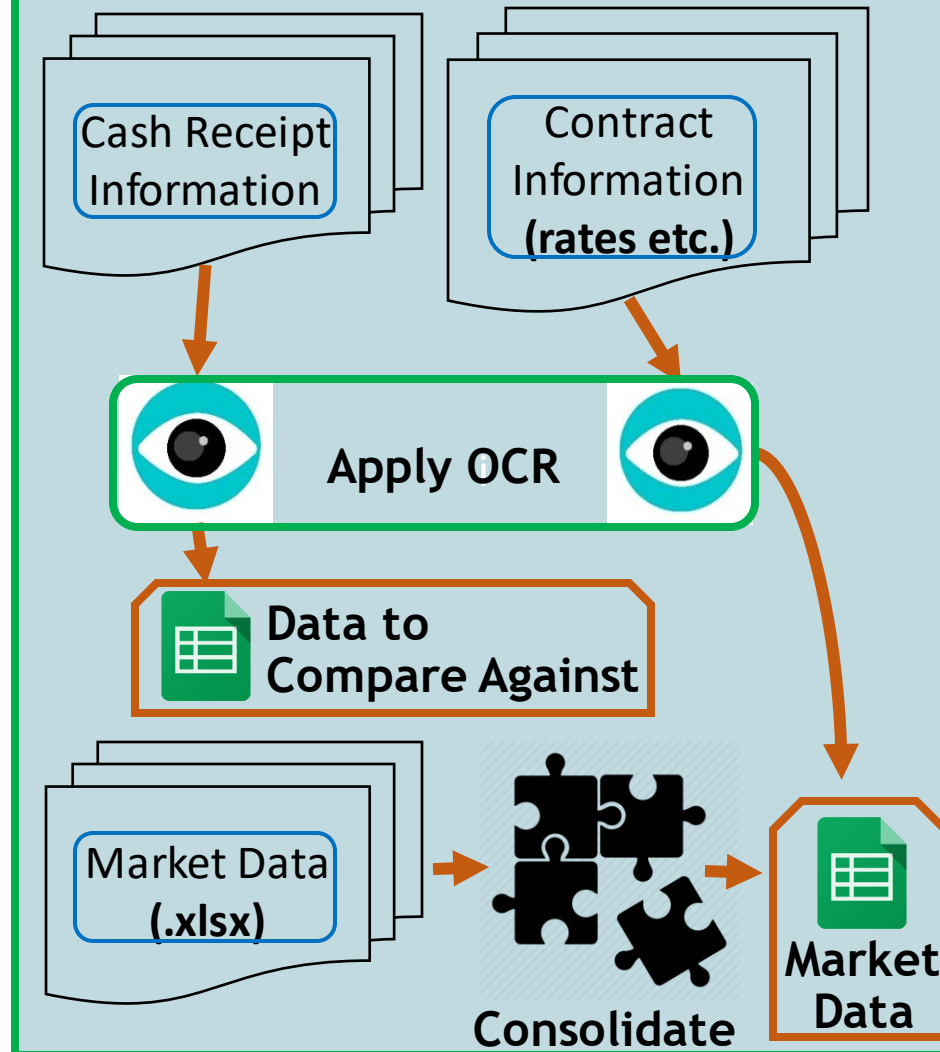 Cash Receipt
Information
Contract
Information
(rates etc.)
Apply OCR
Data to
Compare Against
Market Data
(.xlsx)
Consolidate
Market
Data